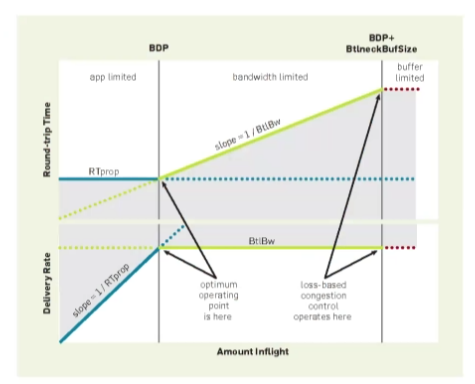 BDP
BDP+
BtlneckBufSize
app limited
bandwidth limited
buffer
limited
Round-trip Time
slope = 1 / BtlBw
RTprop
Delivery Rate
BtlBw
slope = 1 / RTprop
optimum
operating
point
is here
loss-based
congestion
control
operates here
Amount Inflight